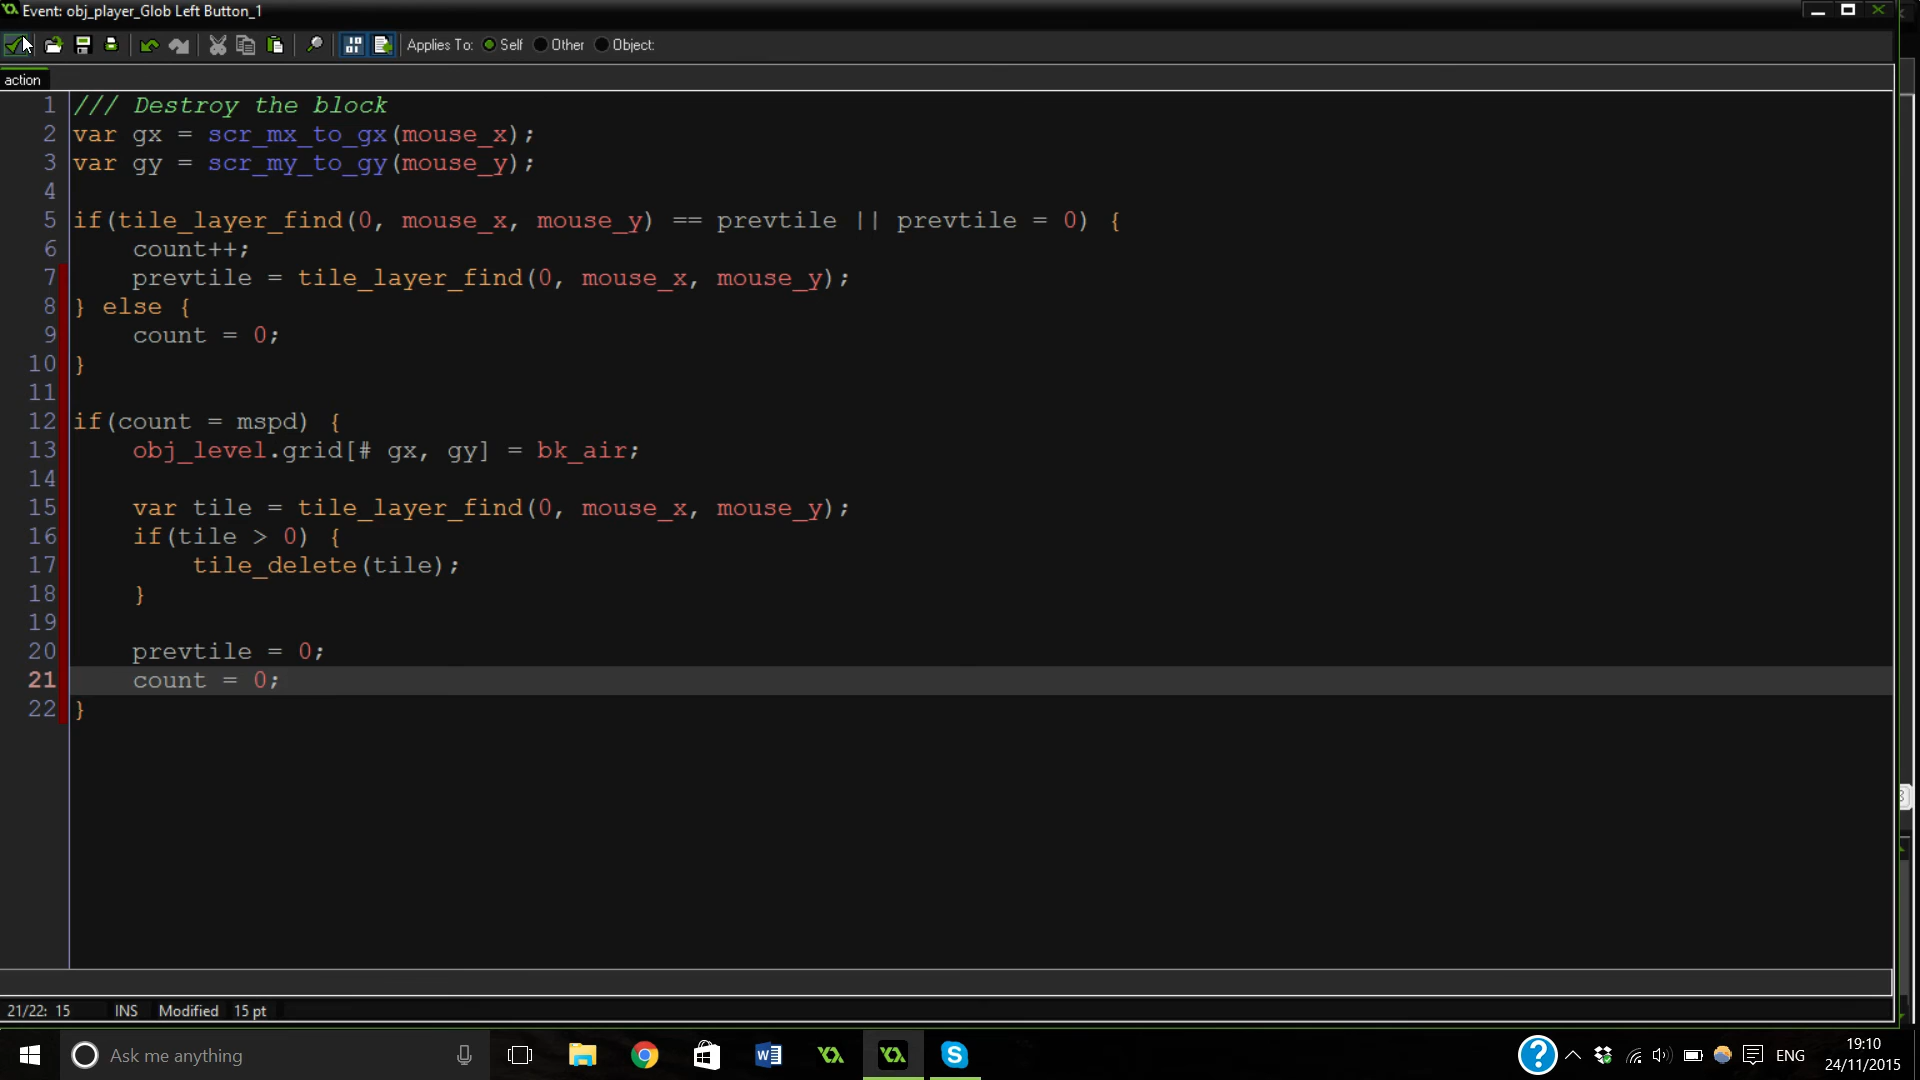 Event: obj_player_Glob Left Button_1
Applies To: Self Other Object:
action
1 /// Destroy the block
2 var gx = scr_mx_to_gx(mouse_x);
3 var gy = scr_my_to_gy(mouse_y);
4
5 if(tile_layer_find(0, mouse_x, mouse_y) == prevtile || prevtile = 0) {
6 count++;
7 prevtile = tile_layer_find(0, mouse_x, mouse_y);
8 } else {
9 count = 0;
10 }
11
12 if(count = mspd) {
13 obj_level.grid[# gx, gy] = bk_air;
14
15 var tile = tile_layer_find(0, mouse_x, mouse_y);
16 if(tile > 0) {
17 tile_delete(tile);
18 }
19
20 prevtile = 0;
21 count = 0;
22 }
21/22: 15 INS Modified 15 pt
Ask me anything
ENG
19:10
24/11/2015